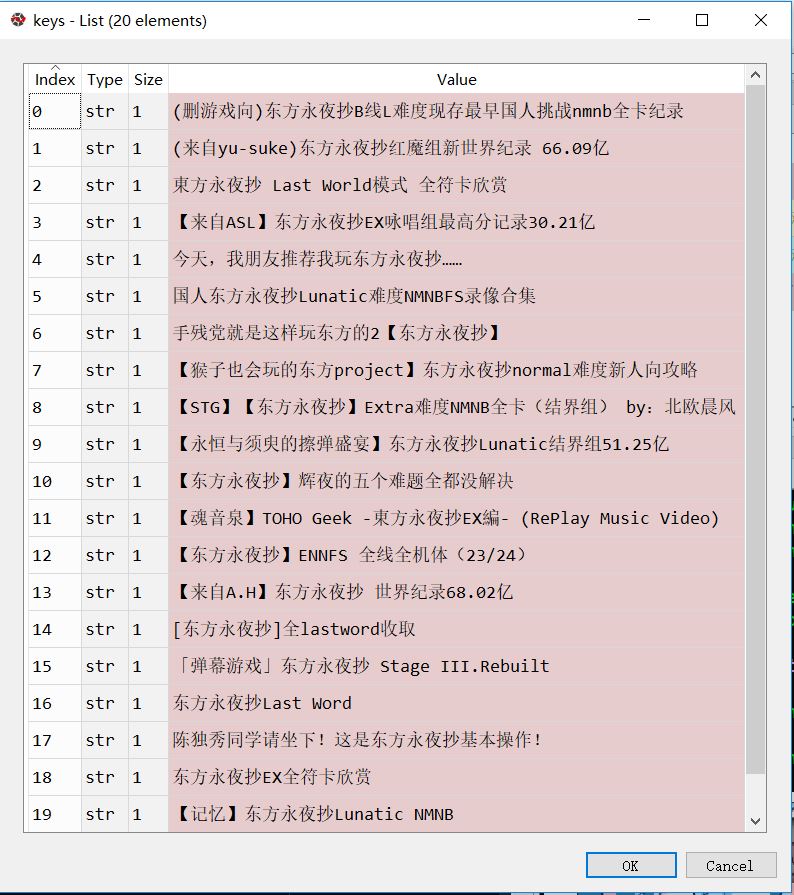 keys - List (20 elements)
Index Type Size Value
0 str 1 (删游戏向)东方永夜抄B线L难度现存最早国人挑战nmnb全卡纪录
1 str 1 (来自yu-suke)东方永夜抄红魔组新世界纪录 66.09亿
2 str 1 東方永夜抄 Last World模式 全符卡欣赏
3 str 1 【来自ASL】东方永夜抄EX咏唱组最高分记录30.21亿
4 str 1 今天，我朋友推荐我玩东方永夜抄……
5 str 1 国人东方永夜抄Lunatic难度NMNBFS录像合集
6 str 1 手残党就是这样玩东方的2【东方永夜抄】
7 str 1 【猴子也会玩的东方project】东方永夜抄normal难度新人向攻略
8 str 1 【STG】【东方永夜抄】Extra难度NMNB全卡（结界组） by：北欧晨风
9 str 1 【永恒与须臾的擦弹盛宴】东方永夜抄Lunatic结界组51.25亿
10 str 1 【东方永夜抄】辉夜的五个难题全都没解决
11 str 1 【魂音泉】TOHO Geek -東方永夜抄EX編- (RePlay Music Video)
12 str 1 【东方永夜抄】ENNFS 全线全机体（23/24）
13 str 1 【来自A.H】东方永夜抄 世界纪录68.02亿
14 str 1 [东方永夜抄]全lastword收取
15 str 1 「弹幕游戏」东方永夜抄 Stage III.Rebuilt
16 str 1 东方永夜抄Last Word
17 str 1 陈独秀同学请坐下！这是东方永夜抄基本操作！
18 str 1 东方永夜抄EX全符卡欣赏
19 str 1 【记忆】东方永夜抄Lunatic NMNB
OK Cancel